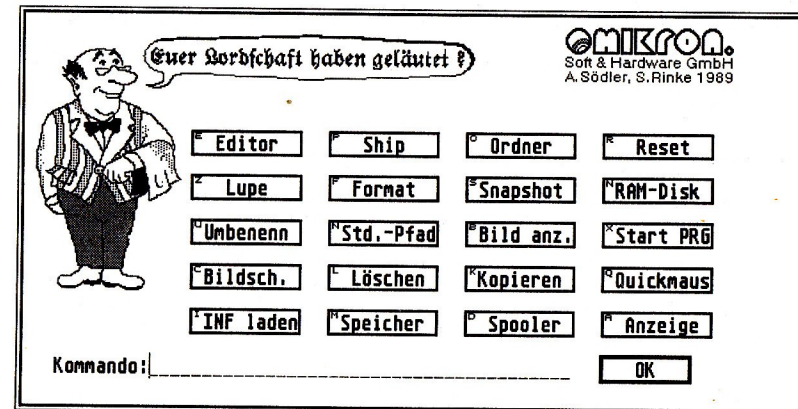 Euer Lordschaft haben geläutet ?
OMIKRON.
Soft & Hardware GmbH
A. Södler, S. Rinke 1989
E Editor P Ship O Ordner R Reset
Z Lupe F Format S Snapshot N RAM-Disk
U Umbenenn N Std.-Pfad B Bild anz. X Start PRG
C Bildsch. L Löschen K Kopieren Q Quickmaus
I INF laden M Speicher D Spooler A Anzeige
Kommando:
OK